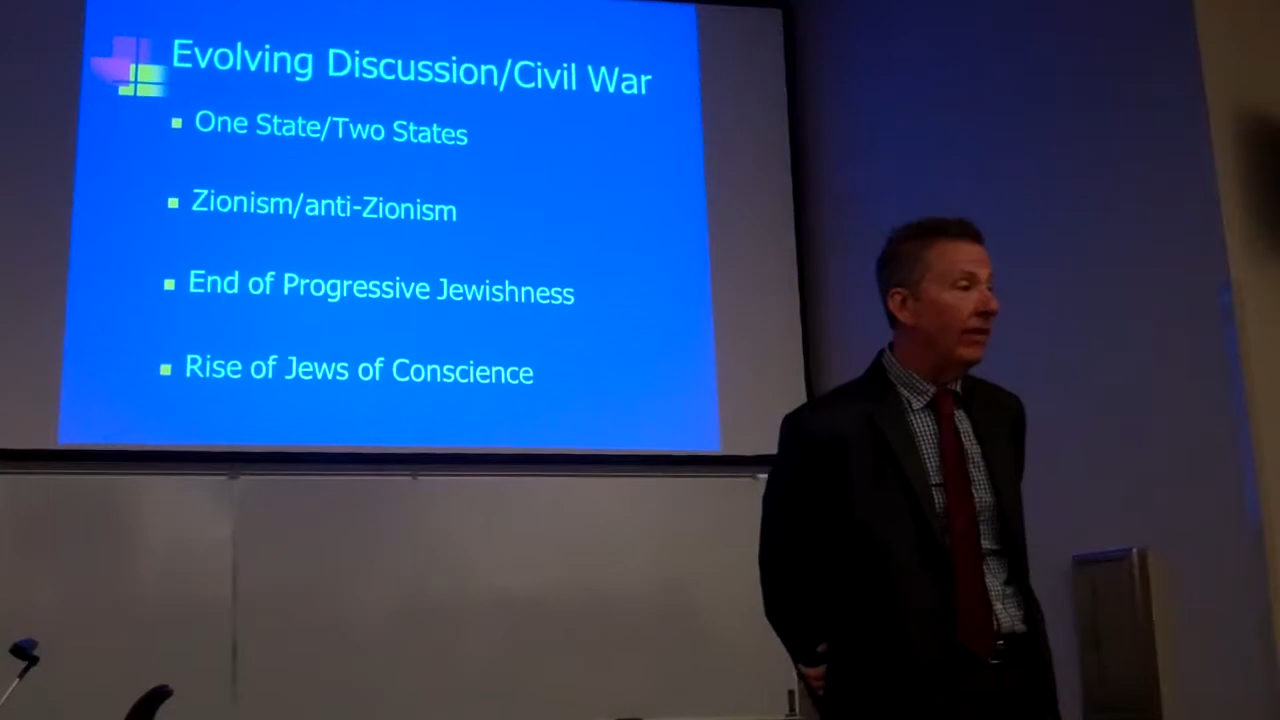 Evolving Discussion/Civil War
One State/Two States
Zionism/anti-Zionism
End of Progressive Jewishness
Rise of Jews of Conscience